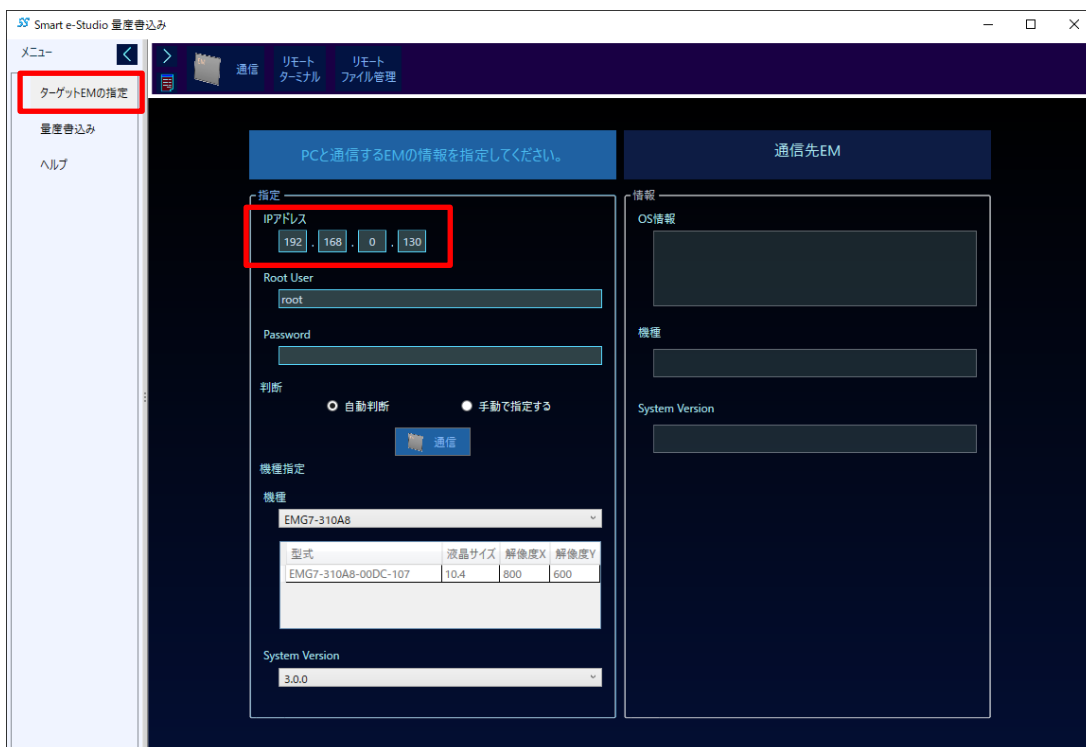 Smart e-Studio 量産書込み
メニュー
ターゲットEMの指定
量産書込み
ヘルプ
通信
リモート
ターミナル
リモート
ファイル管理
PCと通信するEMの情報を指定してください。
指定
IPアドレス
192 . 168 . 0 . 130
Root User
root
Password
判断
自動判断 手動で指定する
通信
機種指定
機種
EMG7-310A8
型式 液晶サイズ 解像度X 解像度Y
EMG7-310A8-00DC-107 10.4 800 600
System Version
3.0.0
通信先EM
情報
OS情報
機種
System Version